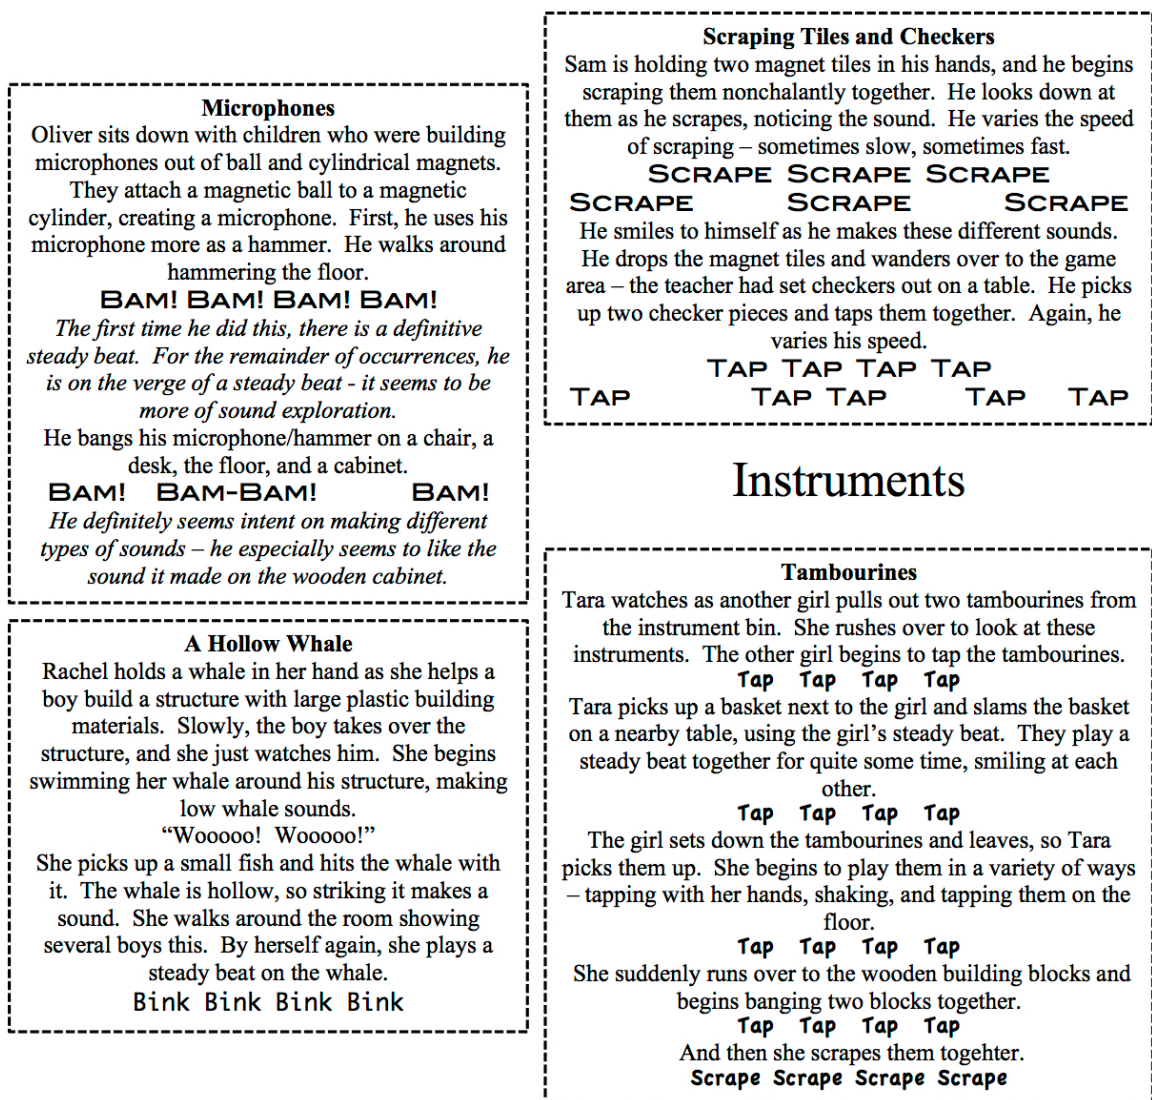 Microphones
Oliver sits down with children who were building
microphones out of ball and cylindrical magnets.
They attach a magnetic ball to a magnetic
cylinder, creating a microphone.  First, he uses his
microphone more as a hammer.  He walks around
hammering the floor.
BAM! BAM! BAM! BAM!
The first time he did this, there is a definitive
steady beat.  For the remainder of occurrences, he
is on the verge of a steady beat - it seems to be
more of sound exploration.
He bangs his microphone/hammer on a chair, a
desk, the floor, and a cabinet.
BAM!   BAM-BAM!   BAM!
He definitely seems intent on making different
types of sounds – he especially seems to like the
sound it made on the wooden cabinet.
A Hollow Whale
Rachel holds a whale in her hand as she helps a
boy build a structure with large plastic building
materials.  Slowly, the boy takes over the
structure, and she just watches him.  She begins
swimming her whale around his structure, making
low whale sounds.
“Wooooo!  Wooooo!”
She picks up a small fish and hits the whale with
it.  The whale is hollow, so striking it makes a
sound.  She walks around the room showing
several boys this.  By herself again, she plays a
steady beat on the whale.
Bink Bink Bink Bink
Scraping Tiles and Checkers
Sam is holding two magnet tiles in his hands, and he begins
scraping them nonchalantly together.  He looks down at
them as he scrapes, noticing the sound.  He varies the speed
of scraping – sometimes slow, sometimes fast.
SCRAPE SCRAPE SCRAPE
SCRAPE   SCRAPE   SCRAPE
He smiles to himself as he makes these different sounds.
He drops the magnet tiles and wanders over to the game
area – the teacher had set checkers out on a table.  He picks
up two checker pieces and taps them together.  Again, he
varies his speed.
TAP TAP TAP TAP
TAP   TAP TAP   TAP   TAP
Instruments
Tambourines
Tara watches as another girl pulls out two tambourines from
the instrument bin.  She rushes over to look at these
instruments.  The other girl begins to tap the tambourines.
Tap   Tap   Tap   Tap
Tara picks up a basket next to the girl and slams the basket
on a nearby table, using the girl’s steady beat.  They play a
steady beat together for quite some time, smiling at each
other.
Tap   Tap   Tap   Tap
The girl sets down the tambourines and leaves, so Tara
picks them up.  She begins to play them in a variety of ways
– tapping with her hands, shaking, and tapping them on the
floor.
Tap   Tap   Tap   Tap
She suddenly runs over to the wooden building blocks and
begins banging two blocks together.
Tap   Tap   Tap   Tap
And then she scrapes them togehter.
Scrape Scrape Scrape Scrape